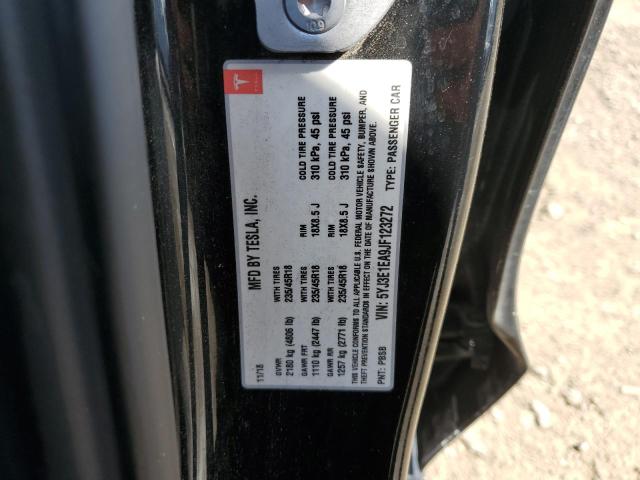 789
TESLA
MFD BY TESLA, INC.
11/18
GVWR
2180 kg (4806 lb)
WITH TIRES
235/45R18
RIM
18X8.5 J
COLD TIRE PRESSURE
310 kPa, 45 psi
GAWR FRT
1110 kg (2447 lb)
WITH TIRES
235/45R18
RIM
18X8.5 J
COLD TIRE PRESSURE
310 kPa, 45 psi
GAWR RR
1257 kg (2771 lb)
WITH TIRES
235/45R18
THIS VEHICLE CONFORMS TO ALL APPLICABLE U.S. FEDERAL MOTOR VEHICLE SAFETY, BUMPER, AND
THEFT PREVENTION STANDARDS IN EFFECT ON THE DATE OF MANUFACTURE SHOWN ABOVE.
VIN: 5YJ3E1EA9JF123272 TYPE: PASSENGER CAR
PNT: PBSB